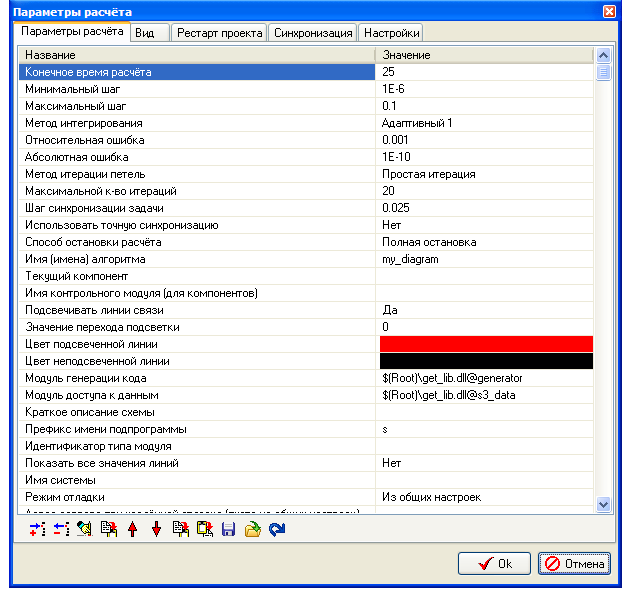 Параметры расчёта
Параметры расчёта Вид Рестарт проекта Синхронизация Настройки
Название Значение
Конечное время расчёта 25
Минимальный шаг 1E-6
Максимальный шаг 0.1
Метод интегрирования Адаптивный 1
Относительная ошибка 0.001
Абсолютная ошибка 1E-10
Метод итерации петель Простая итерация
Максимальной к-во итераций 20
Шаг синхронизации задачи 0.025
Использовать точную синхронизацию Нет
Способ остановки расчёта Полная остановка
Имя (имена) алгоритма my_diagram
Текущий компонент
Имя контрольного модуля (для компонентов)
Подсвечивать линии связи Да
Значение перехода подсветки 0
Цвет подсвеченной линии
Цвет неподсвеченной линии
Модуль генерации кода $(Root)\get_lib.dll@generator
Модуль доступа к данным $(Root)\get_lib.dll@s3_data
Краткое описание схемы
Префикс имени подпрограммы s
Идентификатор типа модуля
Показать все значения линий Нет
Имя системы
Режим отладки Из общих настроек
Ok Отмена